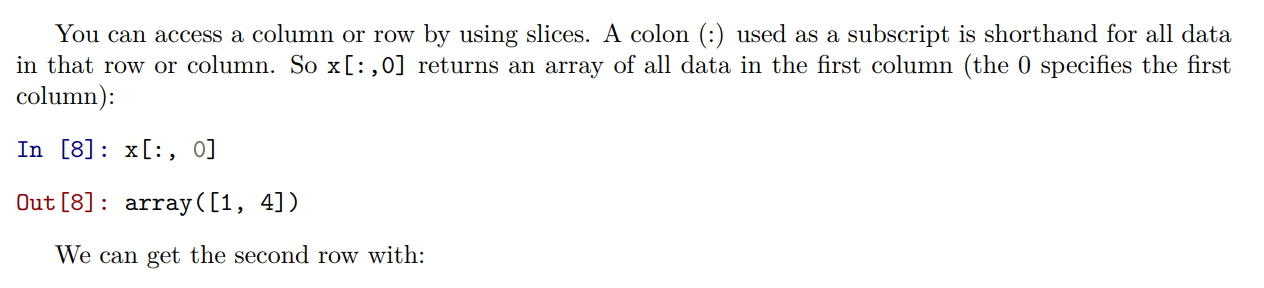 You can access a column or row by using slices. A colon (:) used as a subscript is shorthand for all data
in that row or column. So x[:,0] returns an array of all data in the first column (the 0 specifies the first
column):
In [8]: x[:, 0]
Out[8]: array([1, 4])
We can get the second row with: